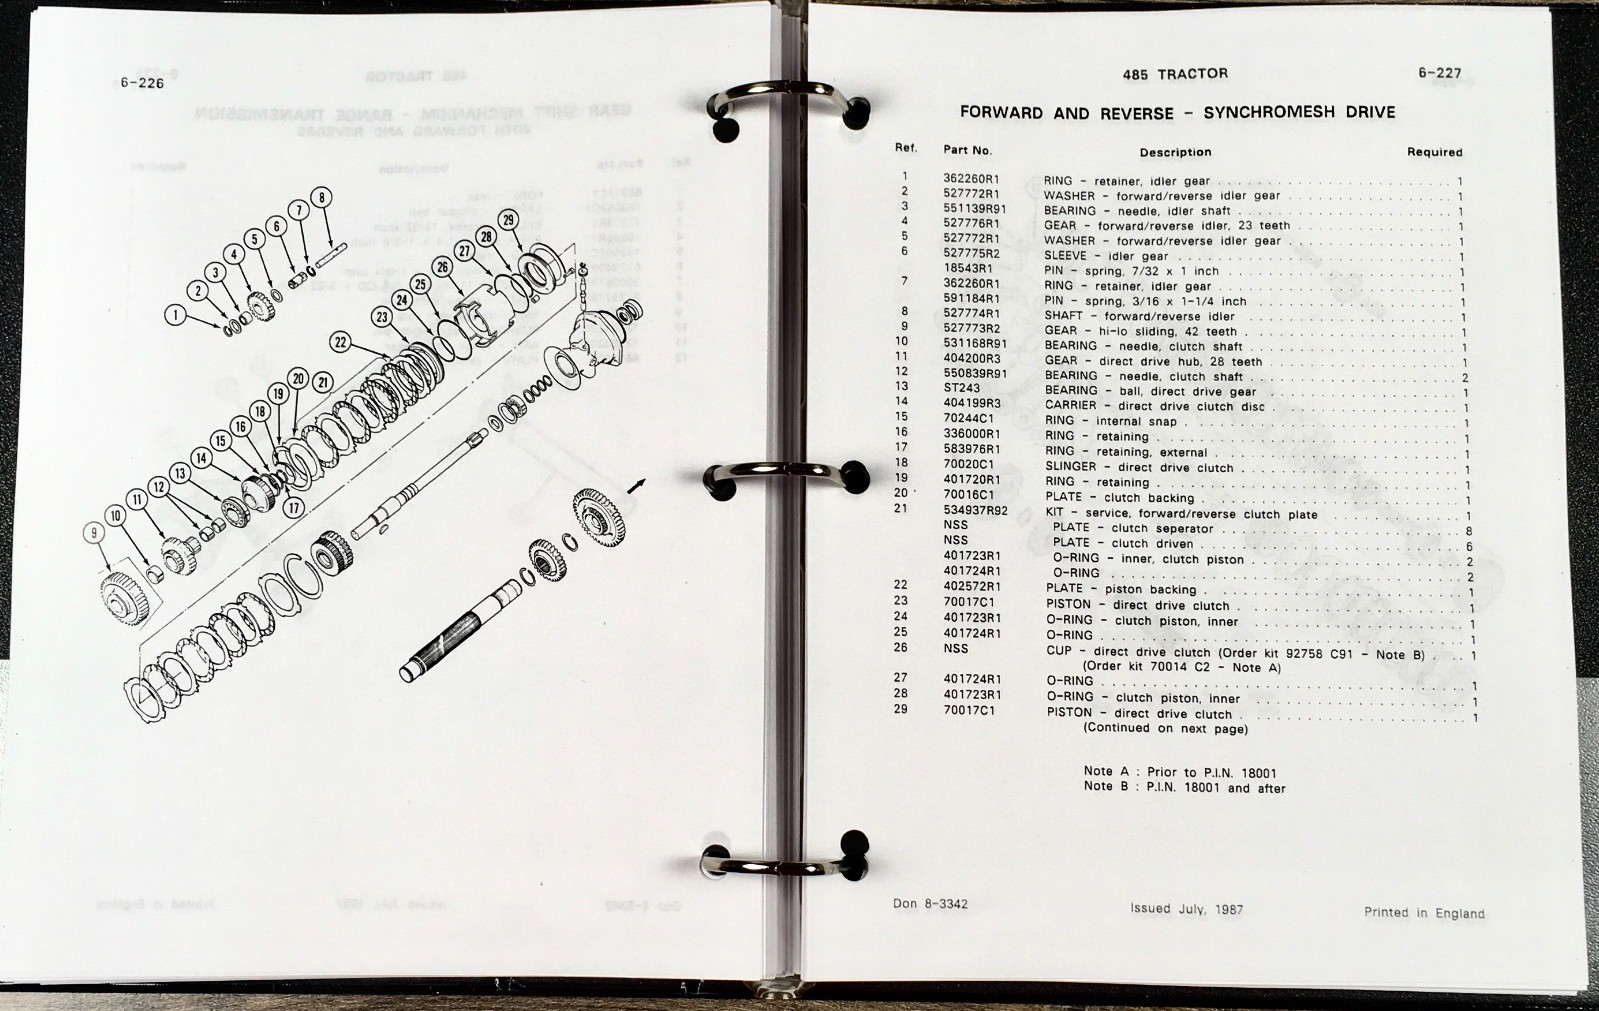 6-226
8
7
6
5
4
3
2
1
29
28
27
26
25
24
23
22
21
20
19
18
17
16
15
14
13
12
11
10
9
485 TRACTOR 6-227
FORWARD AND REVERSE - SYNCHROMESH DRIVE
Ref. Part No. Description Required
1 362260R1 RING - retainer, idler gear 1
2 527772R1 WASHER - forward/reverse idler gear 1
3 551139R91 BEARING - needle, idler shaft 1
4 527776R1 GEAR - forward/reverse idler, 23 teeth 1
5 527772R1 WASHER - forward/reverse idler gear 1
6 527775R2 SLEEVE - idler gear 1
18543R1 PIN - spring, 7/32 x 1 inch 1
7 362260R1 RING - retainer, idler gear 1
591184R1 PIN - spring, 3/16 x 1-1/4 inch 1
8 527774R1 SHAFT - forward/reverse idler 1
9 527773R2 GEAR - hi-lo sliding, 42 teeth 1
10 531168R91 BEARING - needle, clutch shaft 1
11 404200R3 GEAR - direct drive hub, 28 teeth 1
12 550839R91 BEARING - needle, clutch shaft 2
13 ST243 BEARING - ball, direct drive gear 1
14 404199R3 CARRIER - direct drive clutch disc 1
15 70244C1 RING - internal snap 1
16 336000R1 RING - retaining 1
17 583976R1 RING - retaining, external 1
18 70020C1 SLINGER - direct drive clutch 1
19 401720R1 RING - retaining 1
20 70016C1 PLATE - clutch backing 1
21 534937R92 KIT - service, forward/reverse clutch plate 1
NSS PLATE - clutch seperator 8
NSS PLATE - clutch driven 6
401723R1 O-RING - inner, clutch piston 2
401724R1 O-RING 2
22 402572R1 PLATE - piston backing 1
23 70017C1 PISTON - direct drive clutch 1
24 401723R1 O-RING - clutch piston, inner 1
25 401724R1 O-RING 1
26 NSS CUP - direct drive clutch (Order kit 92758 C91 - Note B) 1
(Order kit 70014 C2 - Note A)
27 401724R1 O-RING 1
28 401723R1 O-RING - clutch piston, inner 1
29 70017C1 PISTON - direct drive clutch 1
(Continued on next page)
Note A : Prior to P.I.N. 18001
Note B : P.I.N. 18001 and after
Don 8-3342 Issued July, 1987 Printed in England